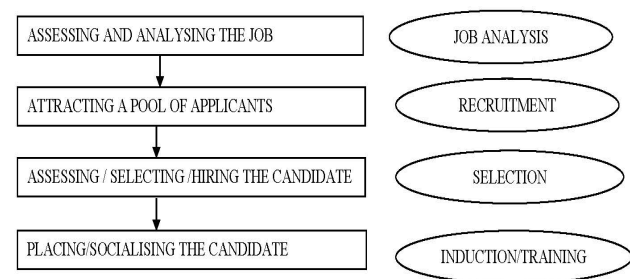 ASSESSING AND ANALYSING THE JOB
JOB ANALYSIS
ATTRACTING A POOL OF APPLICANTS
RECRUITMENT
ASSESSING / SELECTING /HIRING THE CANDIDATE
SELECTION
PLACING/SOCIALISING THE CANDIDATE
INDUCTION/TRAINING